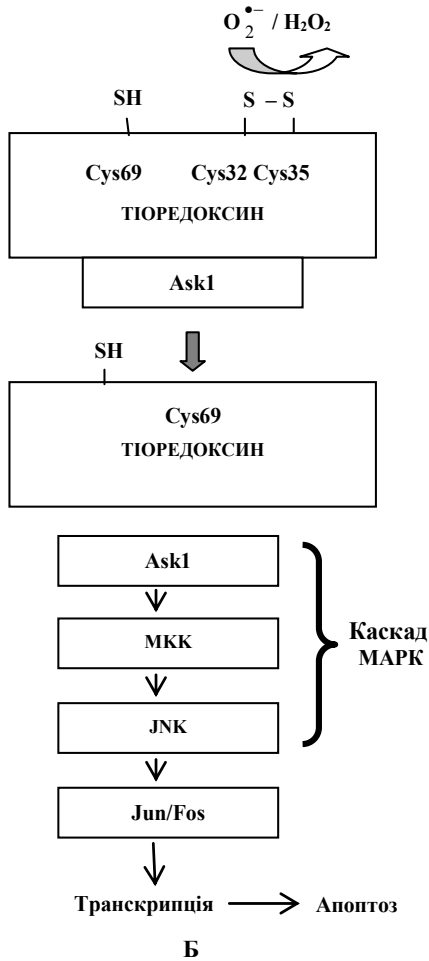 O₂•− / H₂O₂
SH
S – S
Cys69 Cys32 Cys35
ТІОРЕДОКСИН
Ask1
SH
Cys69
ТІОРЕДОКСИН
Ask1
MKK
JNK
Каскад
МАРК
Jun/Fos
Транскрипція
Апоптоз
Б